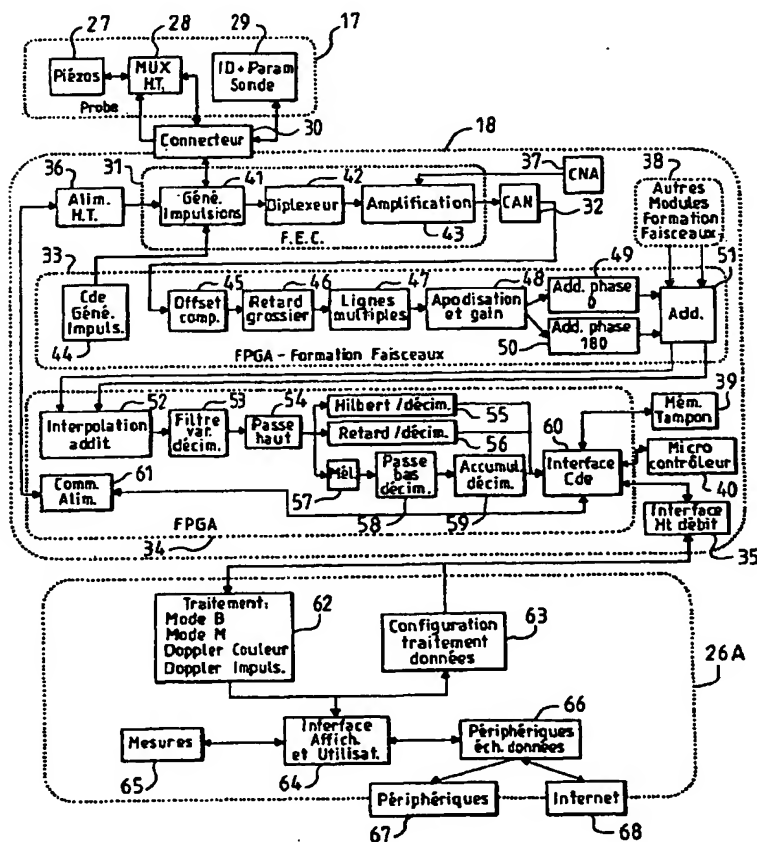 27
28
29
17
Piézos
MUX
H.T.
ID + Param
Sonde
Probe
Connecteur
30
18
36
31
41
42
37
CNA
38
Alim.
H.T.
Géné.
Impulsions
Diplexeur
Amplification
CAN
32
Autres
Modules
Formation
Faisceaux
F.E.C.
43
33
45
46
47
48
49
51
Cde
Géné.
Impuls.
44
Offset
comp.
Retard
grossier
Lignes
multiples
Apodisation
et gain
Add. phase
0
Add. phase
180
50
Add.
FPGA - Formation Faisceaux
52
53
54
Interpolation
addit.
Filtre
var.
décim.
Passe
haut
Hilbert /décim.
55
Retard /décim.
56
60
Mém.
Tampon
39
Interface
Cde
Micro
contrôleur
40
61
Comm.
Alim.
Mél.
57
Passe
bas
décim.
58
Accumul.
décim.
59
FPGA
34
Interface
Ht débit
35
Traitement:
Mode B
Mode M
Doppler Couleur
Doppler Impuls.
62
Configuration
traitement
données
63
26A
Mesures
65
Interface
Affich.
et Utilisat.
64
66
Périphériques
éch. données
Périphériques
67
Internet
68